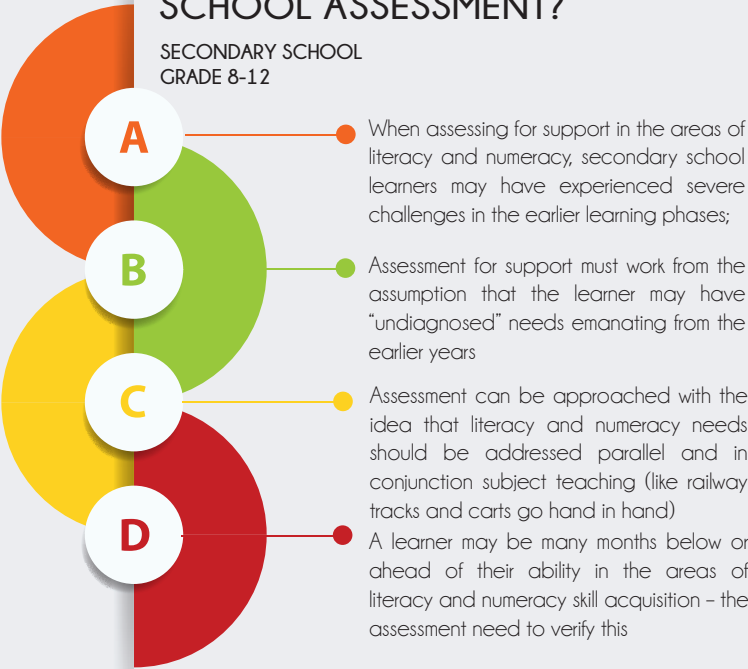 SCHOOL ASSESSMENT?
SECONDARY SCHOOL
GRADE 8-12
A
When assessing for support in the areas of
literacy and numeracy, secondary school
learners may have experienced severe
challenges in the earlier learning phases;
B
Assessment for support must work from the
assumption that the learner may have
“undiagnosed” needs emanating from the
earlier years
C
Assessment can be approached with the
idea that literacy and numeracy needs
should be addressed parallel and in
conjunction subject teaching (like railway
tracks and carts go hand in hand)
D
A learner may be many months below or
ahead of their ability in the areas of
literacy and numeracy skill acquisition – the
assessment need to verify this